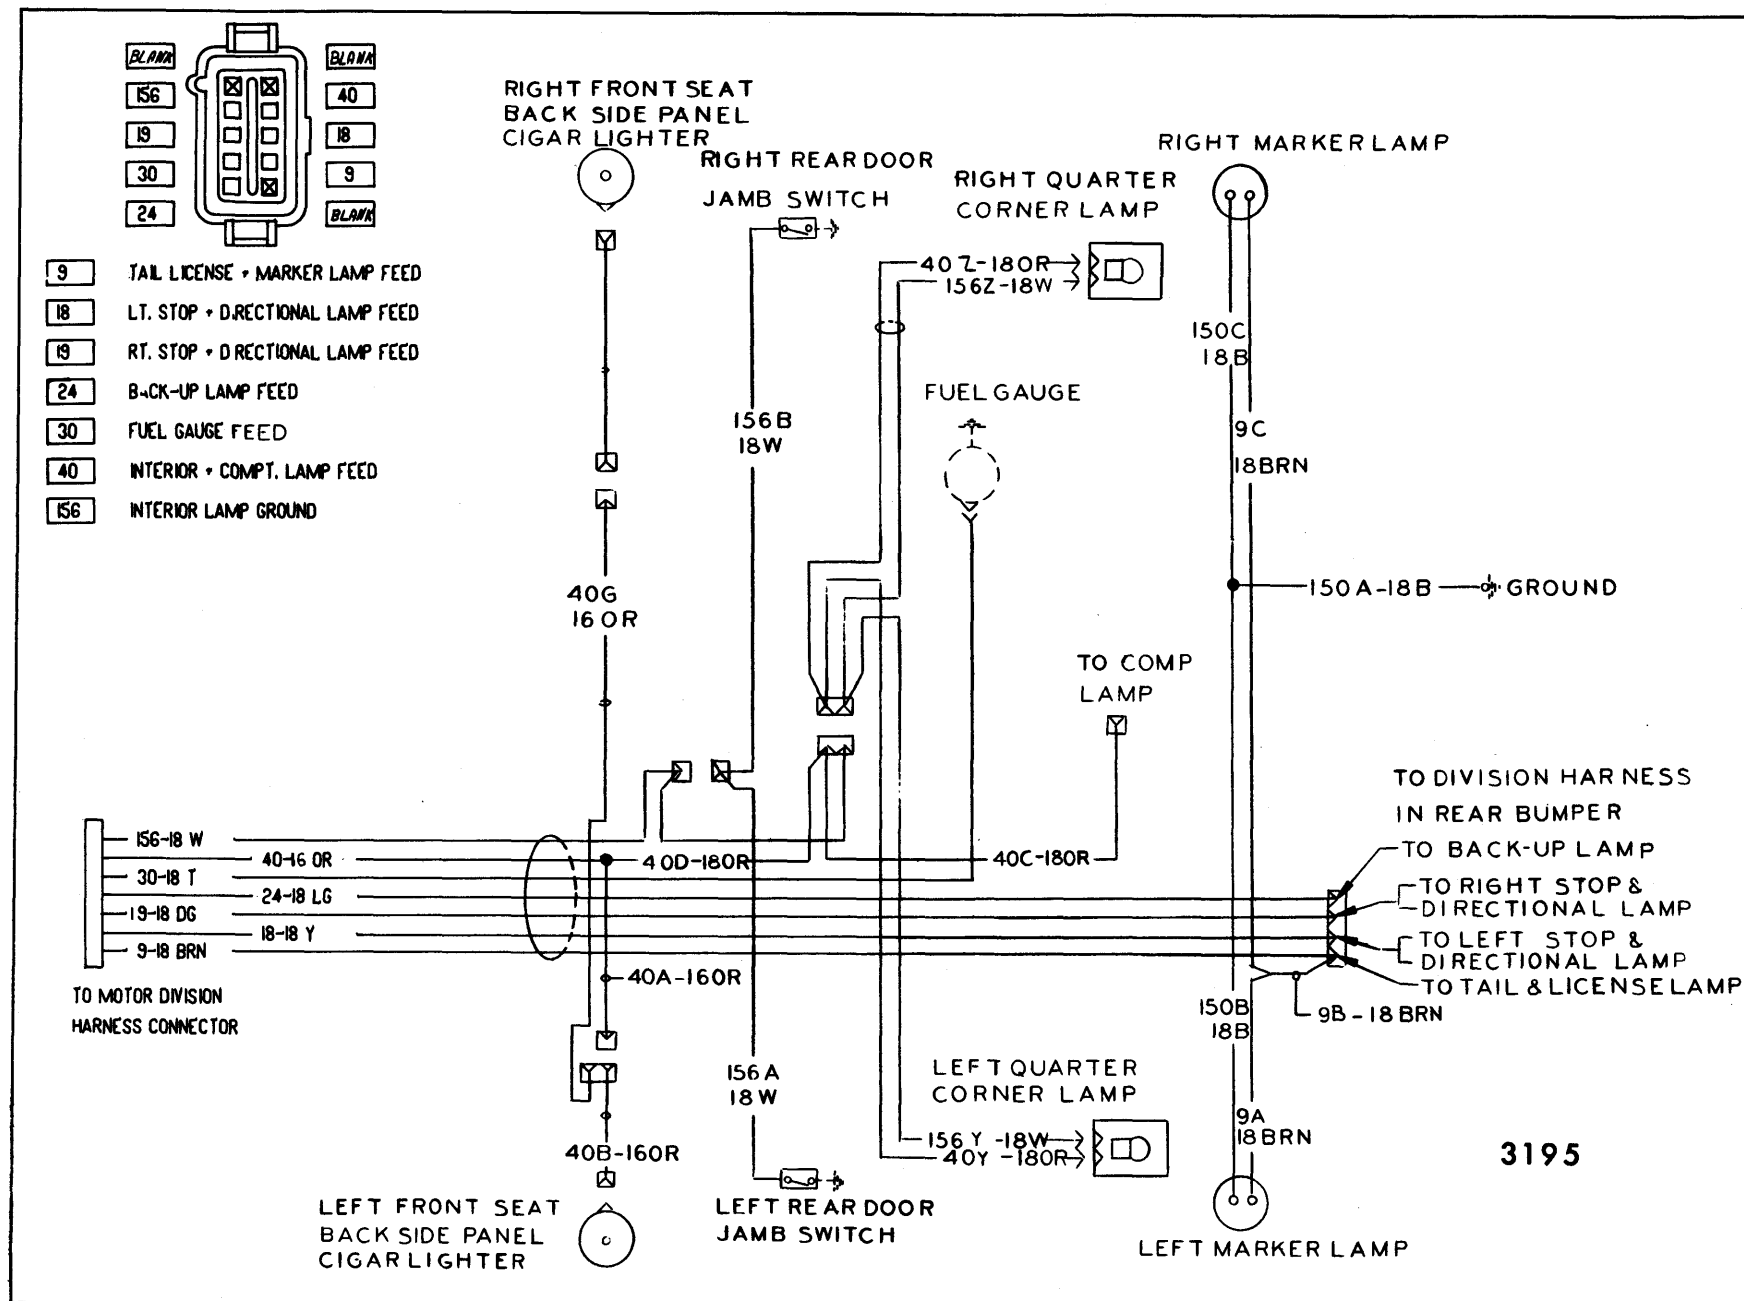 BLANK
BLANK
156
40
19
18
30
9
24
BLANK
9 TAIL LICENSE + MARKER LAMP FEED
18 LT. STOP + DIRECTIONAL LAMP FEED
19 RT. STOP + DIRECTIONAL LAMP FEED
24 BACK-UP LAMP FEED
30 FUEL GAUGE FEED
40 INTERIOR + COMPT. LAMP FEED
156 INTERIOR LAMP GROUND
RIGHT FRONT SEAT
BACK SIDE PANEL
CIGAR LIGHTER
RIGHT REAR DOOR
JAMB SWITCH
RIGHT QUARTER
CORNER LAMP
RIGHT MARKER LAMP
40Z-18OR
156Z-18W
150C
18B
FUEL GAUGE
156B
18W
9C
18BRN
40G
16OR
150A-18B
GROUND
TO COMP
LAMP
TO DIVISION HARNESS
IN REAR BUMPER
TO BACK-UP LAMP
TO RIGHT STOP &
DIRECTIONAL LAMP
TO LEFT STOP &
DIRECTIONAL LAMP
TO TAIL & LICENSE LAMP
156-18 W
40-16 OR
30-18 T
24-18 LG
19-18 DG
18-18 Y
9-18 BRN
40D-18OR
40C-18OR
TO MOTOR DIVISION
HARNESS CONNECTOR
40A-16OR
150B
18B
9B-18BRN
156A
18W
LEFT QUARTER
CORNER LAMP
9A
18BRN
156Y-18W
40Y-18OR
3195
40B-16OR
LEFT FRONT SEAT
BACK SIDE PANEL
CIGAR LIGHTER
LEFT REAR DOOR
JAMB SWITCH
LEFT MARKER LAMP